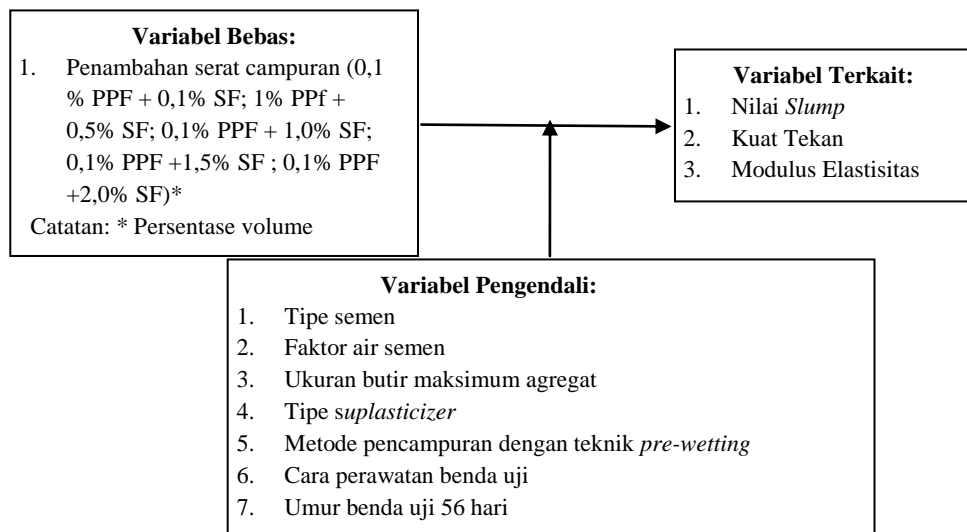 Variabel Bebas:
1. Penambahan serat campuran (0,1
% PPF + 0,1% SF; 1% PPf +
0,5% SF; 0,1% PPF + 1,0% SF;
0,1% PPF +1,5% SF ; 0,1% PPF
+2,0% SF)*
Catatan: * Persentase volume
Variabel Terkait:
1. Nilai Slump
2. Kuat Tekan
3. Modulus Elastisitas
Variabel Pengendali:
1. Tipe semen
2. Faktor air semen
3. Ukuran butir maksimum agregat
4. Tipe suplasticizer
5. Metode pencampuran dengan teknik pre-wetting
6. Cara perawatan benda uji
7. Umur benda uji 56 hari